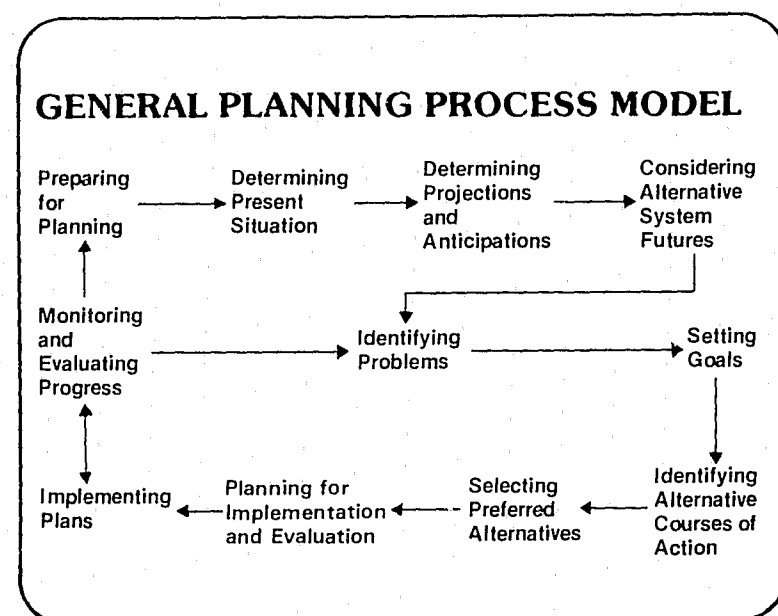 GENERAL PLANNING PROCESS MODEL
Preparing
for
Planning
Determining
Present
Situation
Determining
Projections
and
Anticipations
Considering
Alternative
System
Futures
Monitoring
and
Evaluating
Progress
Identifying
Problems
Setting
Goals
Implementing
Plans
Planning for
Implementation
and Evaluation
Selecting
Preferred
Alternatives
Identifying
Alternative
Courses of
Action